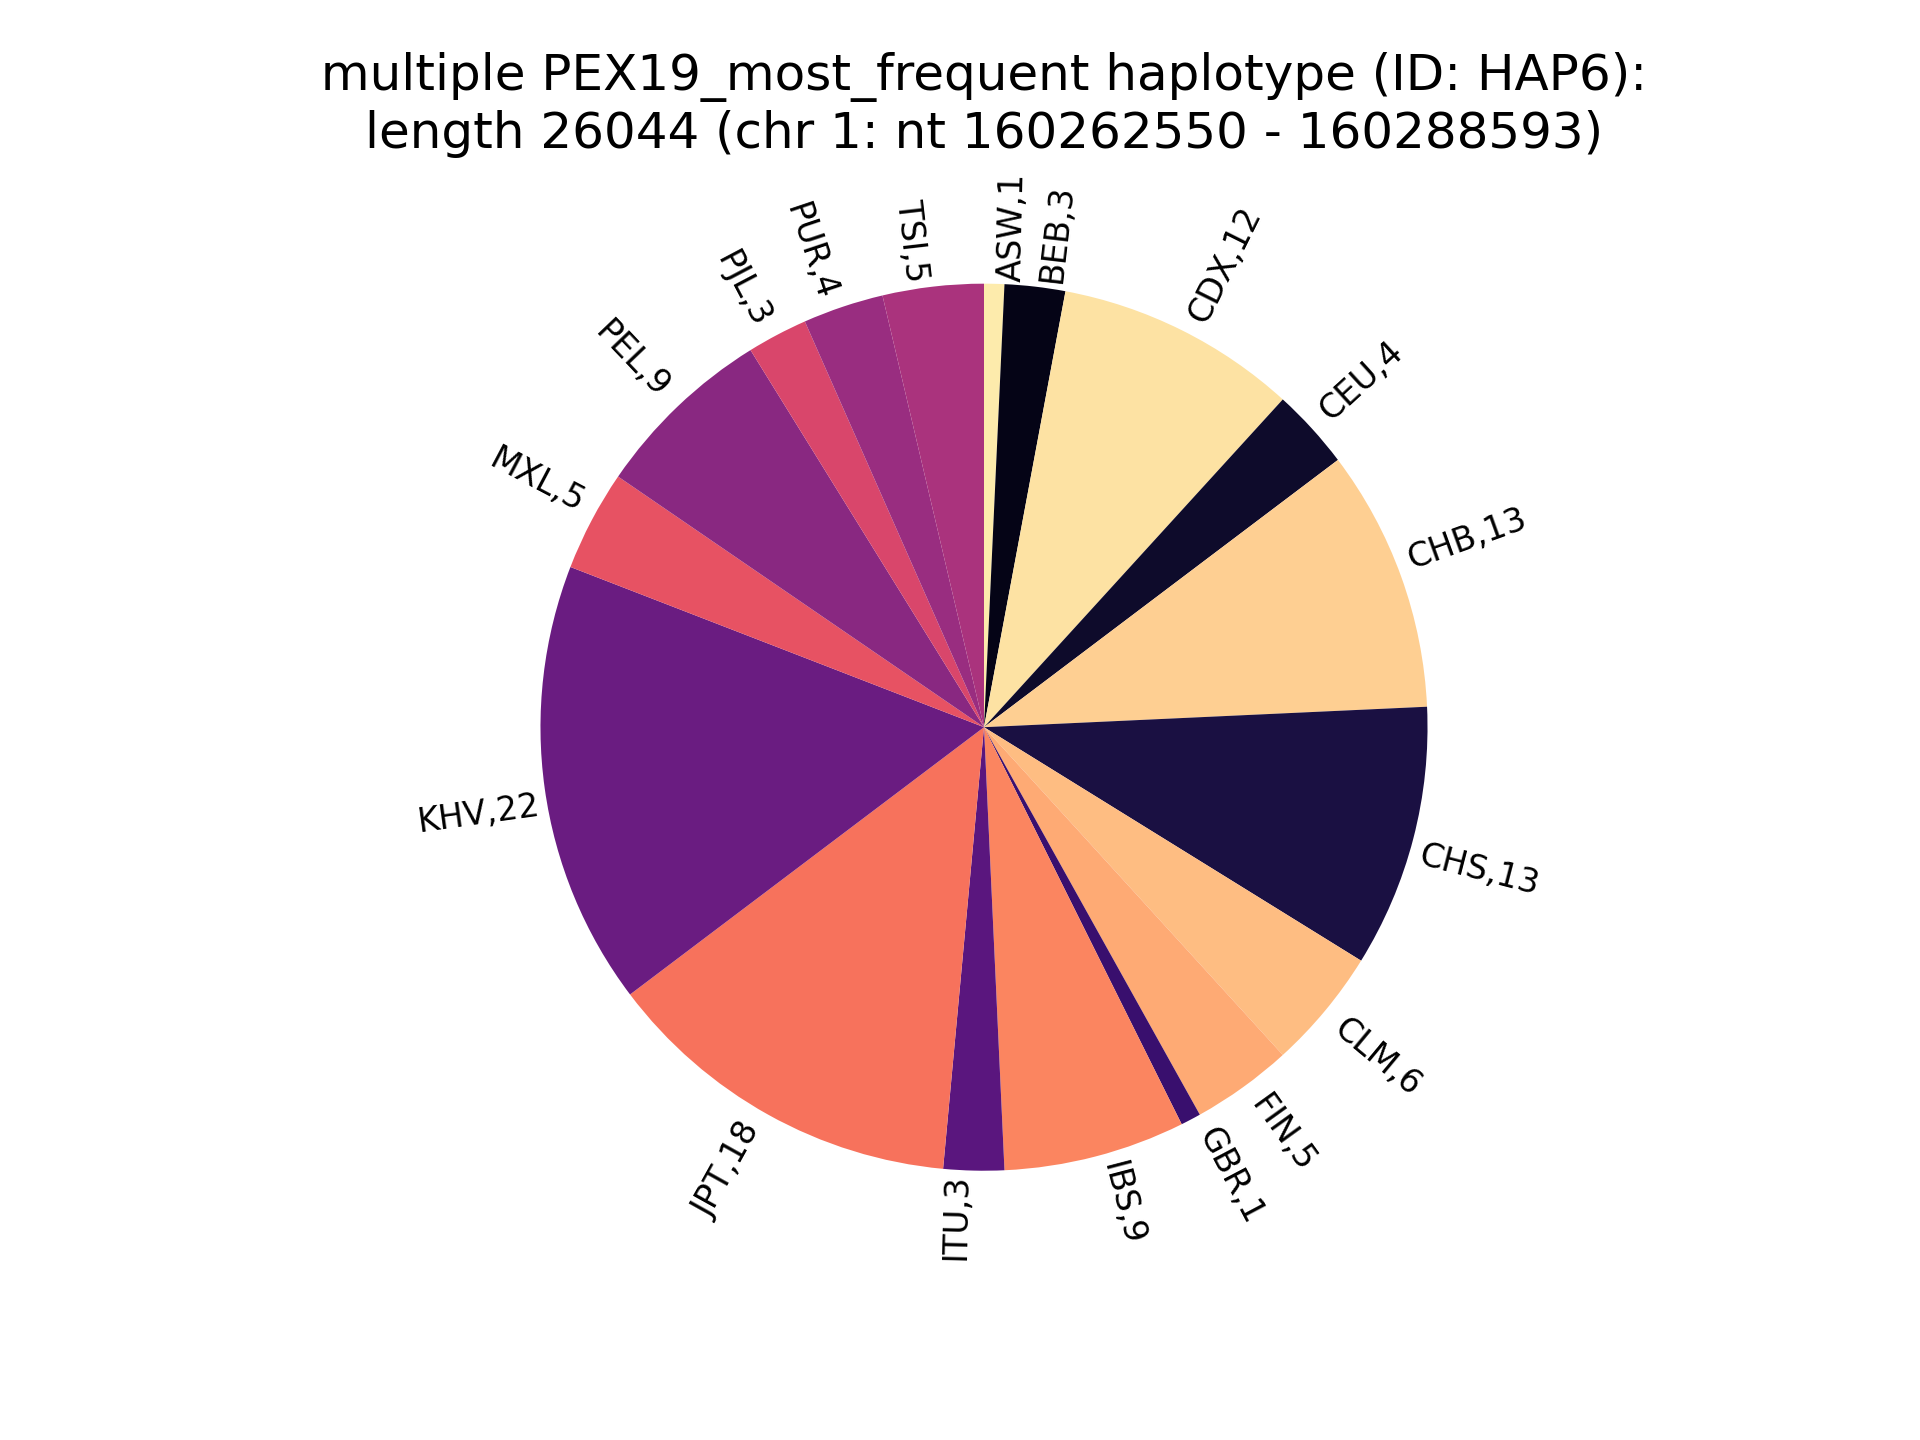 multiple PEX19_most_frequent haplotype (ID: HAP6):
length 26044 (chr 1: nt 160262550 - 160288593)
ASW,1
BEB,3
CDX,12
CEU,4
CHB,13
CHS,13
CLM,6
FIN,5
GBR,1
IBS,9
ITU,3
JPT,18
KHV,22
MXL,5
PEL,9
PJL,3
PUR,4
TSI,5